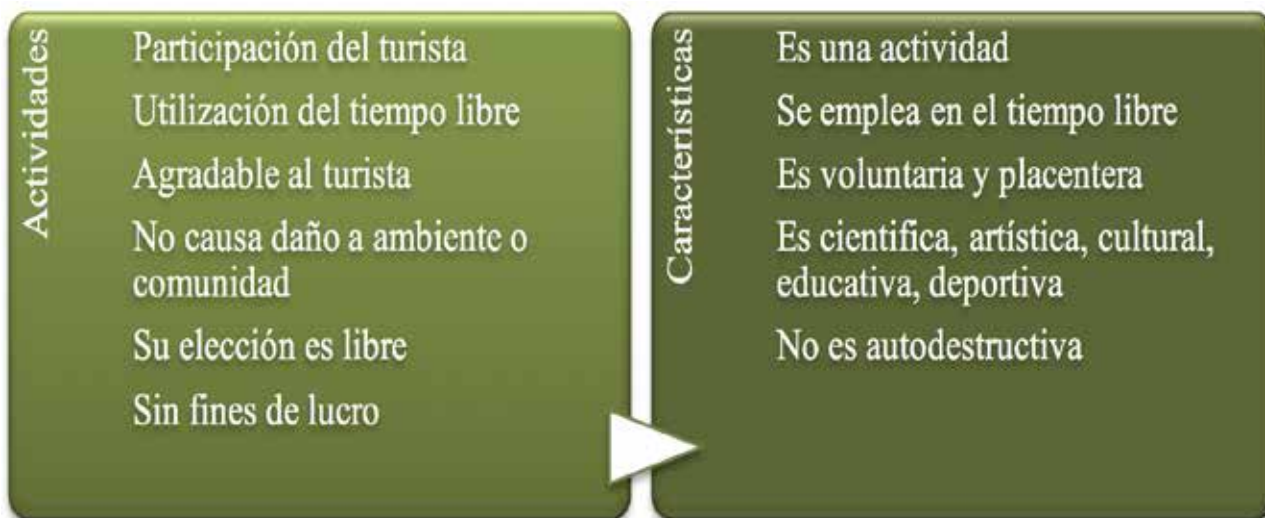 Actividades
Participación del turista
Utilización del tiempo libre
Agradable al turista
No causa daño a ambiente o
comunidad
Su elección es libre
Sin fines de lucro
Características
Es una actividad
Se emplea en el tiempo libre
Es voluntaria y placentera
Es cientifica, artística, cultural,
educativa, deportiva
No es autodestructiva